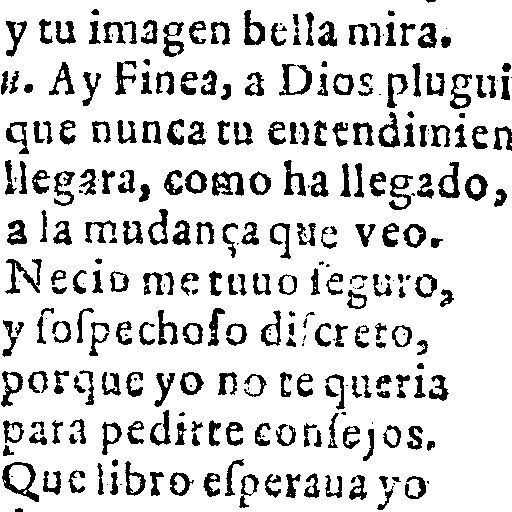 y tu imagen bella mira.
u. Ay Finea, a Dios plugui
que nunca tu entendimien
llegara, como ha llegado,
a la mudança que veo.
Necio me tuuo ſeguro,
y ſoſpechoſo diſcreto,
porque yo no te queria
para pedirte conſejos.
Que libro eſperaua yo